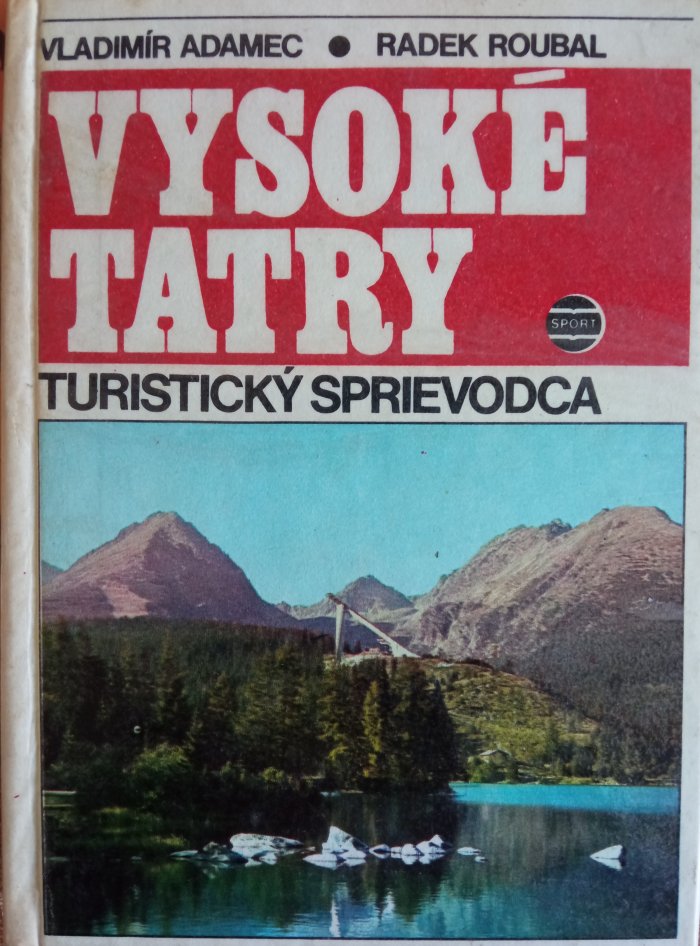 VLADIMÍR ADAMEC ● RADEK ROUBAL
VYSOKÉ
TATRY
SPORT
TURISTICKÝ SPRIEVODCA